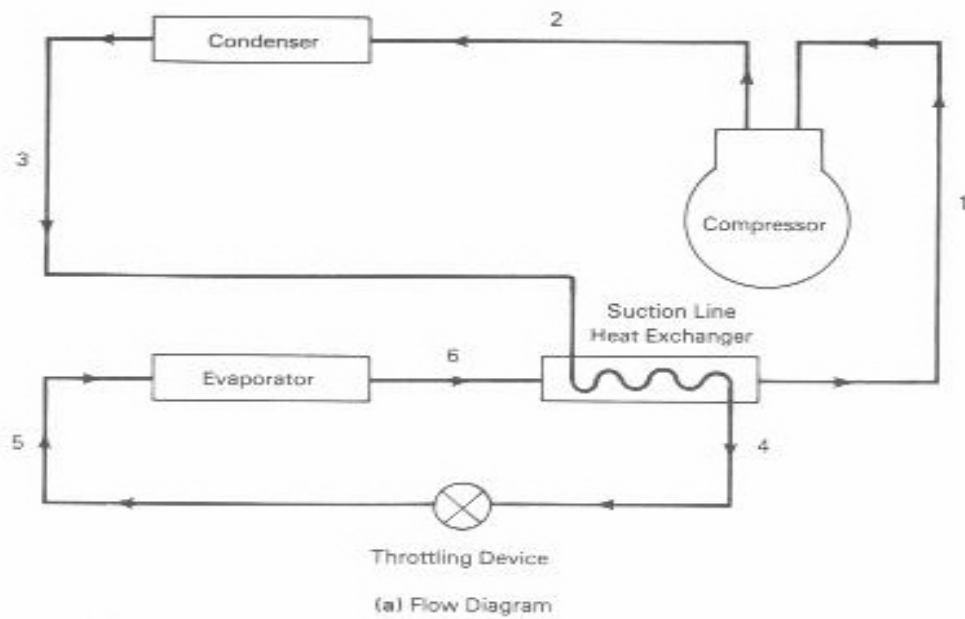 2
Condenser
3
Compressor
1
Suction Line
Heat Exchanger
6
Evaporator
5
4
Throttling Device
(a) Flow Diagram